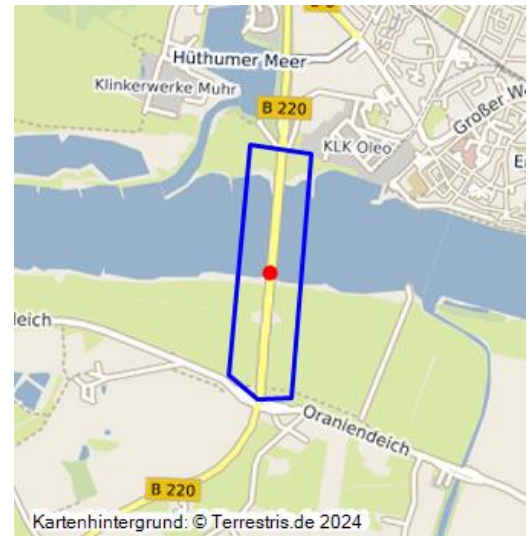 Hüthumer Meer
Klinkerwerke Muhr
B 220
KLK Oleo
Großer W
E
leich
Oraniendeich
B 220
Kartenhintergrund: © Terrestris.de 2024